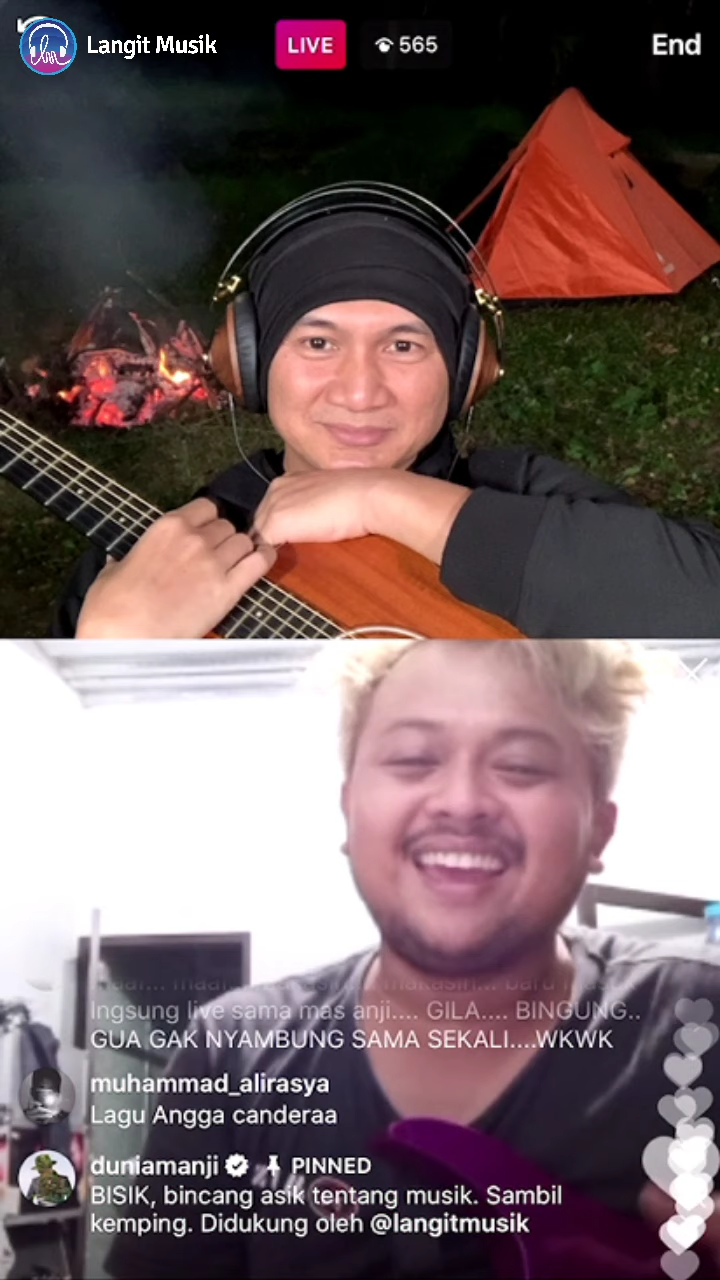 Langit Musik
LIVE
565
End
lngsung live sama mas anji.... GILA.... BINGUNG..
GUA GAK NYAMBUNG SAMA SEKALI....WKWK
muhammad_alirasya
Lagu Angga canderaa
duniamanji PINNED
BISIK, bincang asik tentang musik. Sambil
kemping. Didukung oleh @langitmusik